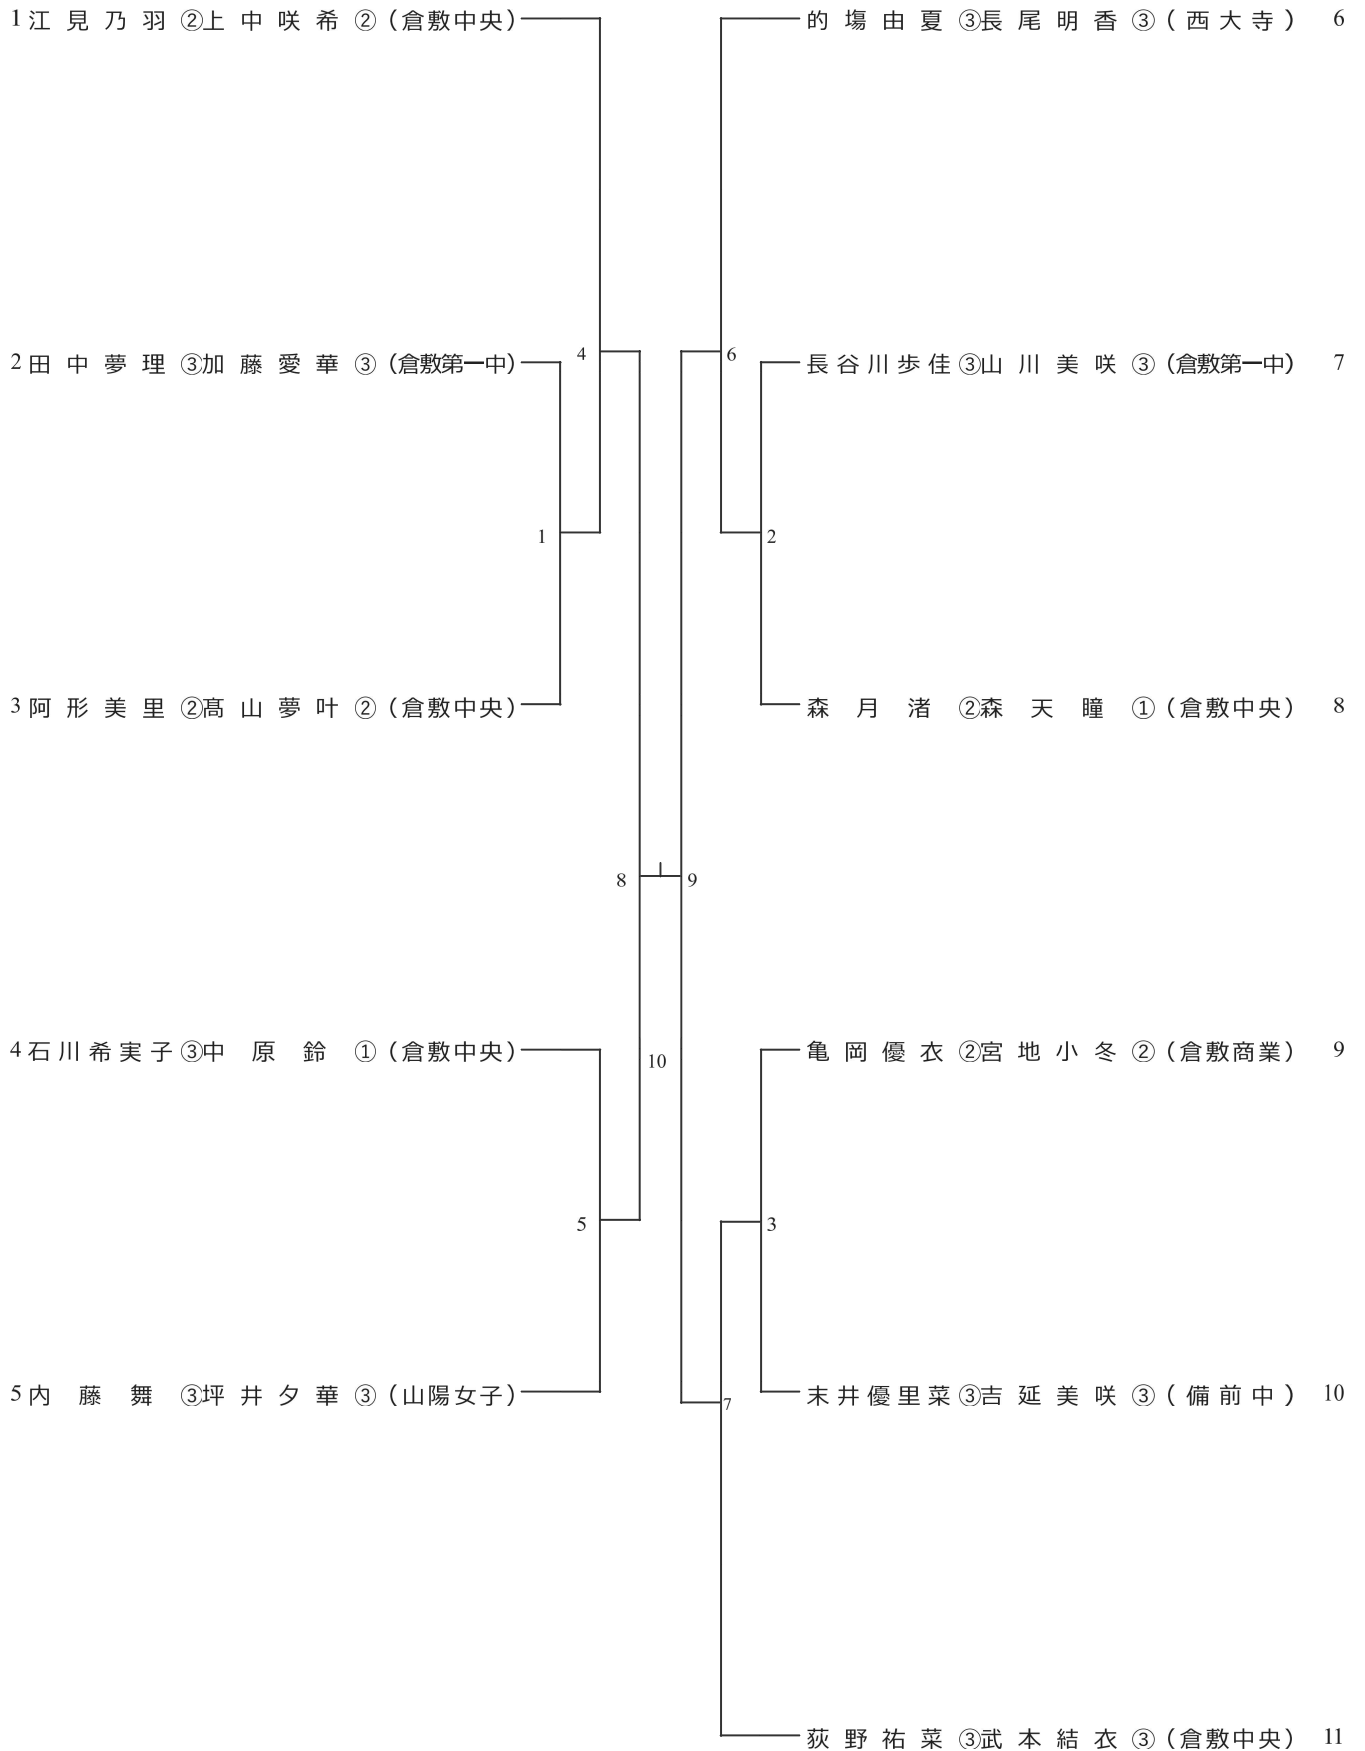 1 江見乃羽 ②上中咲希 ② (倉敷中央)
2 田中夢理 ③加藤愛華 ③ (倉敷第一中)
3 阿形美里 ②髙山夢叶 ② (倉敷中央)
4 石川希実子 ③中原鈴 ① (倉敷中央)
5 内藤舞 ③坪井夕華 ③ (山陽女子)
4
1
8
5
10
6
2
9
3
7
的塲由夏 ③長尾明香 ③ (西大寺) 6
長谷川歩佳 ③山川美咲 ③ (倉敷第一中) 7
森月渚 ②森天瞳 ① (倉敷中央) 8
亀岡優衣 ②宮地小冬 ② (倉敷商業) 9
末井優里菜 ③吉延美咲 ③ (備前中) 10
荻野祐菜 ③武本結衣 ③ (倉敷中央) 11